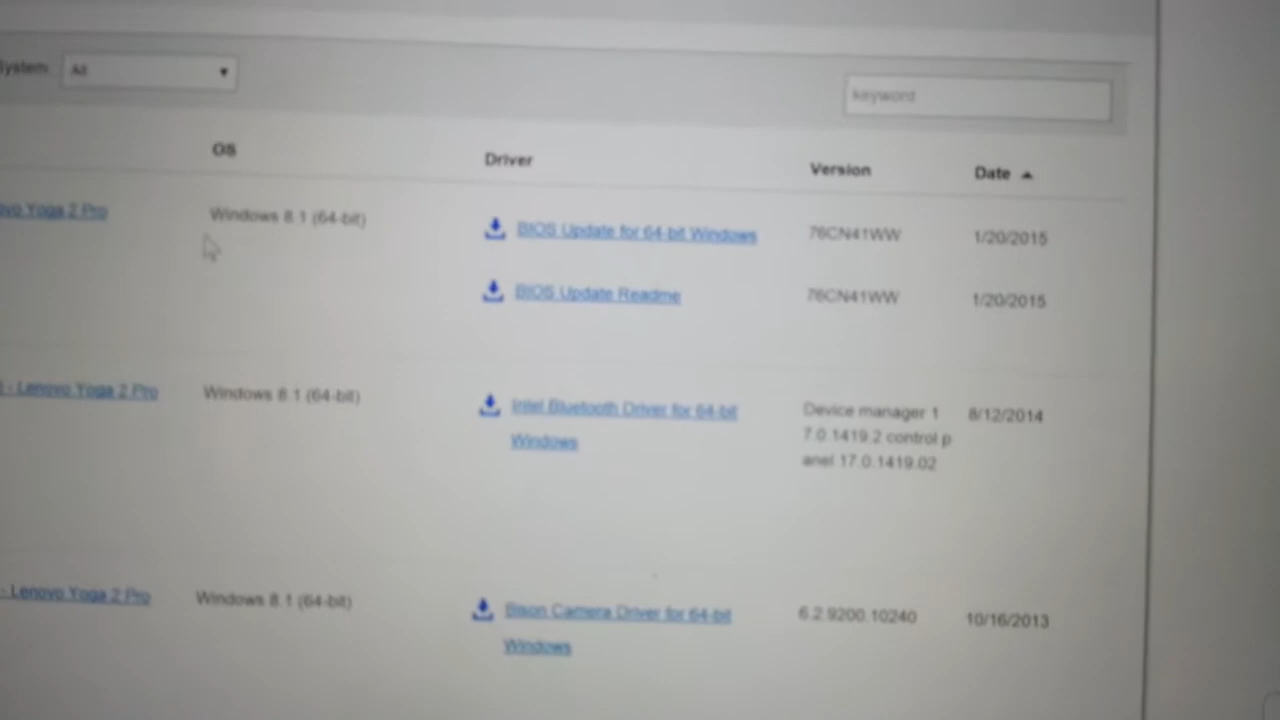 System All
keyword
OS Driver Version Date
ovo Yoga 2 Pro Windows 8.1 (64-bit) BIOS Update for 64-bit Windows 76CN41WW 1/20/2015
BIOS Update Readme 76CN41WW 1/20/2015
- Lenovo Yoga 2 Pro Windows 8.1 (64-bit) Intel Bluetooth Driver for 64-bit Device manager 1 8/12/2014
Windows 7.0.1419.2 control p
anel 17.0.1419.02
- Lenovo Yoga 2 Pro Windows 8.1 (64-bit) Bison Camera Driver for 64-bit 6.2.9200.10240 10/16/2013
Windows